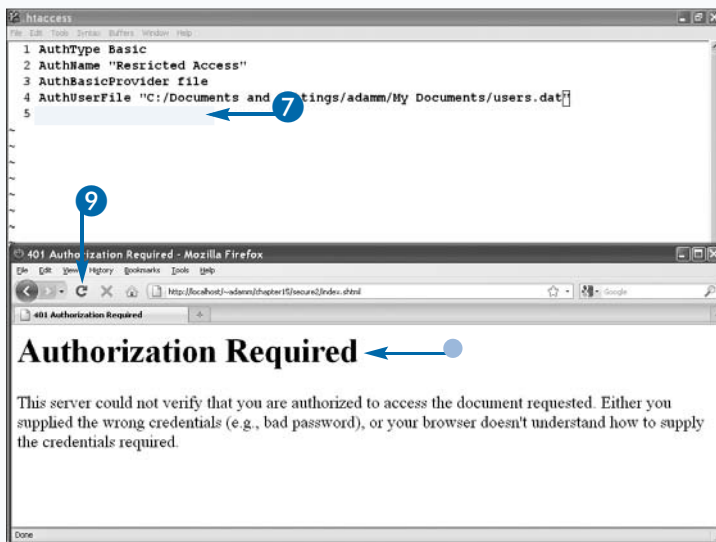 .htaccess
File Edit Tools Syntax Buffers Window Help
1 AuthType Basic
2 AuthName "Resricted Access"
3 AuthBasicProvider file
4 AuthUserFile "C:/Documents and ttings/adamm/My Documents/users.dat"
5
7
~
~
~
~
~
~
~
9
401 Authorization Required - Mozilla Firefox
File Edit View History Bookmarks Tools Help
http://localhost/~adamm/chapter15/secure2/index.shtml
Google
401 Authorization Required
Authorization Required
This server could not verify that you are authorized to access the document requested. Either you
supplied the wrong credentials (e.g., bad password), or your browser doesn't understand how to supply
the credentials required.
Done